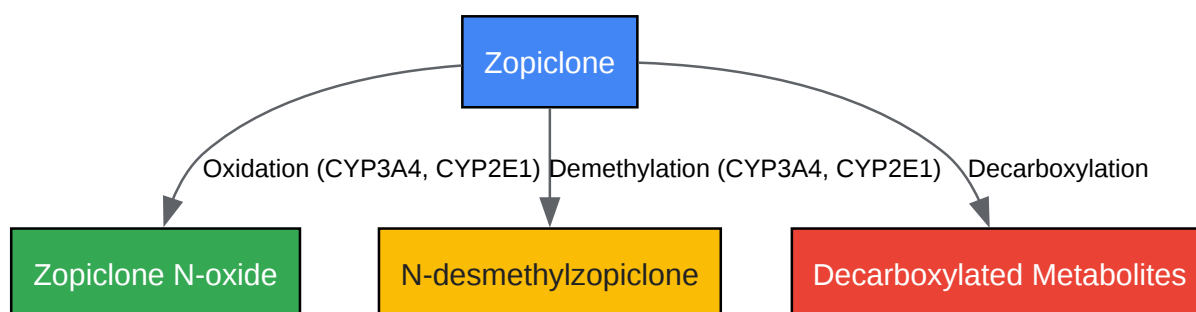 Zopiclone
Oxidation (CYP3A4, CYP2E1)
Demethylation (CYP3A4, CYP2E1)
Decarboxylation
Zopiclone N-oxide
N-desmethylzopiclone
Decarboxylated Metabolites